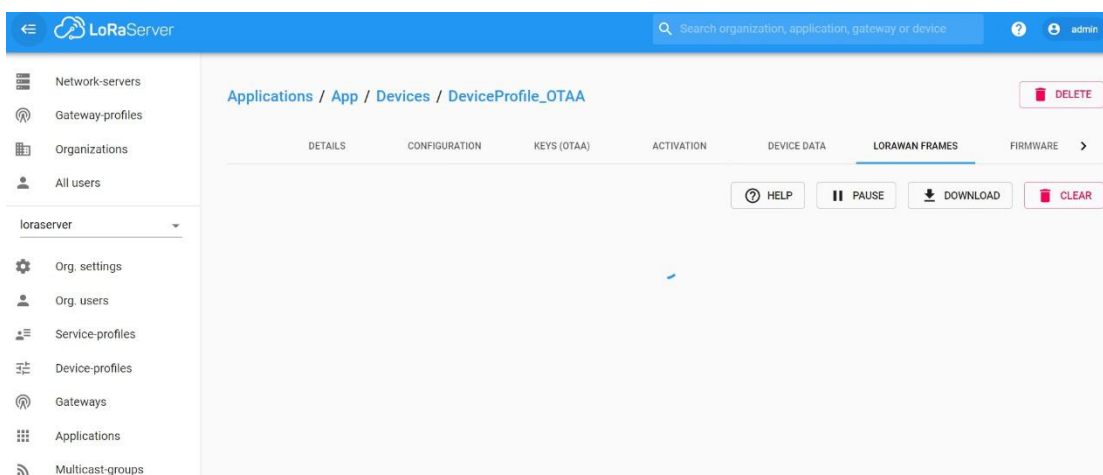 LoRaServer
Search organization, application, gateway or device
?
admin
Network-servers
Gateway-profiles
Organizations
All users
loraserver
Org. settings
Org. users
Service-profiles
Device-profiles
Gateways
Applications
Multicast-groups
Applications / App / Devices / DeviceProfile_OTAA
DELETE
DETAILS CONFIGURATION KEYS (OTAA) ACTIVATION DEVICE DATA LORAWAN FRAMES FIRMWARE
? HELP PAUSE DOWNLOAD CLEAR